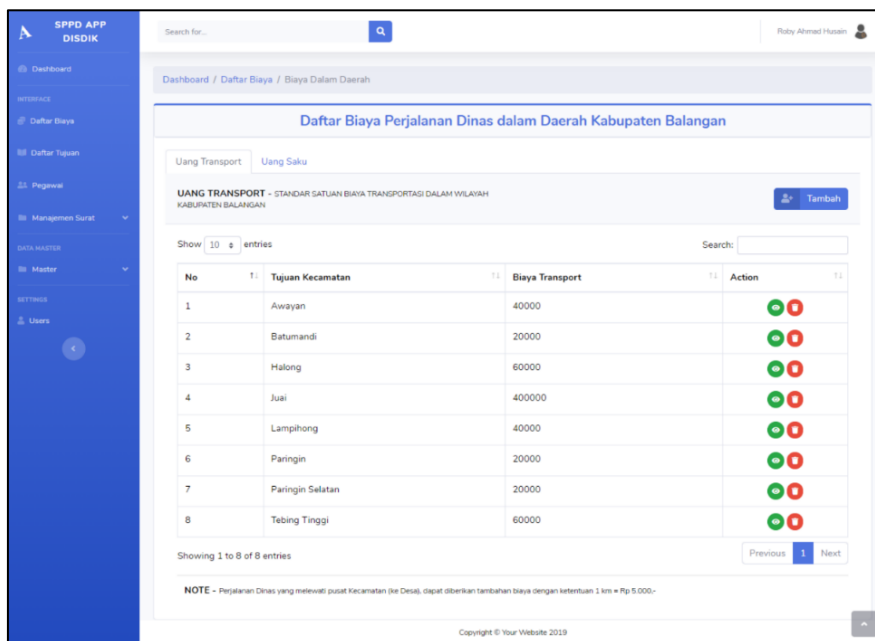 SPPD APP
DISDIK
Search for...
Roby Ahmad Husain
Dashboard
INTERFACE
Daftar Biaya
Daftar Tujuan
Pegawai
Manajemen Surat
DATA MASTER
Master
SETTINGS
Users
Dashboard / Daftar Biaya / Biaya Dalam Daerah
Daftar Biaya Perjalanan Dinas dalam Daerah Kabupaten Balangan
Uang Transport Uang Saku
UANG TRANSPORT - STANDAR SATUAN BIAYA TRANSPORTASI DALAM WILAYAH
KABUPATEN BALANGAN
Tambah
Show 10 entries Search:
No Tujuan Kecamatan Biaya Transport Action
1 Awayan 40000
2 Batumandi 20000
3 Halong 60000
4 Juai 400000
5 Lampihong 40000
6 Paringin 20000
7 Paringin Selatan 20000
8 Tebing Tinggi 60000
Showing 1 to 8 of 8 entries Previous 1 Next
NOTE - Perjalanan Dinas yang melewati pusat Kecamatan (ke Desa), dapat diberikan tambahan biaya dengan ketentuan 1 km = Rp 5.000,-
Copyright © Your Website 2019